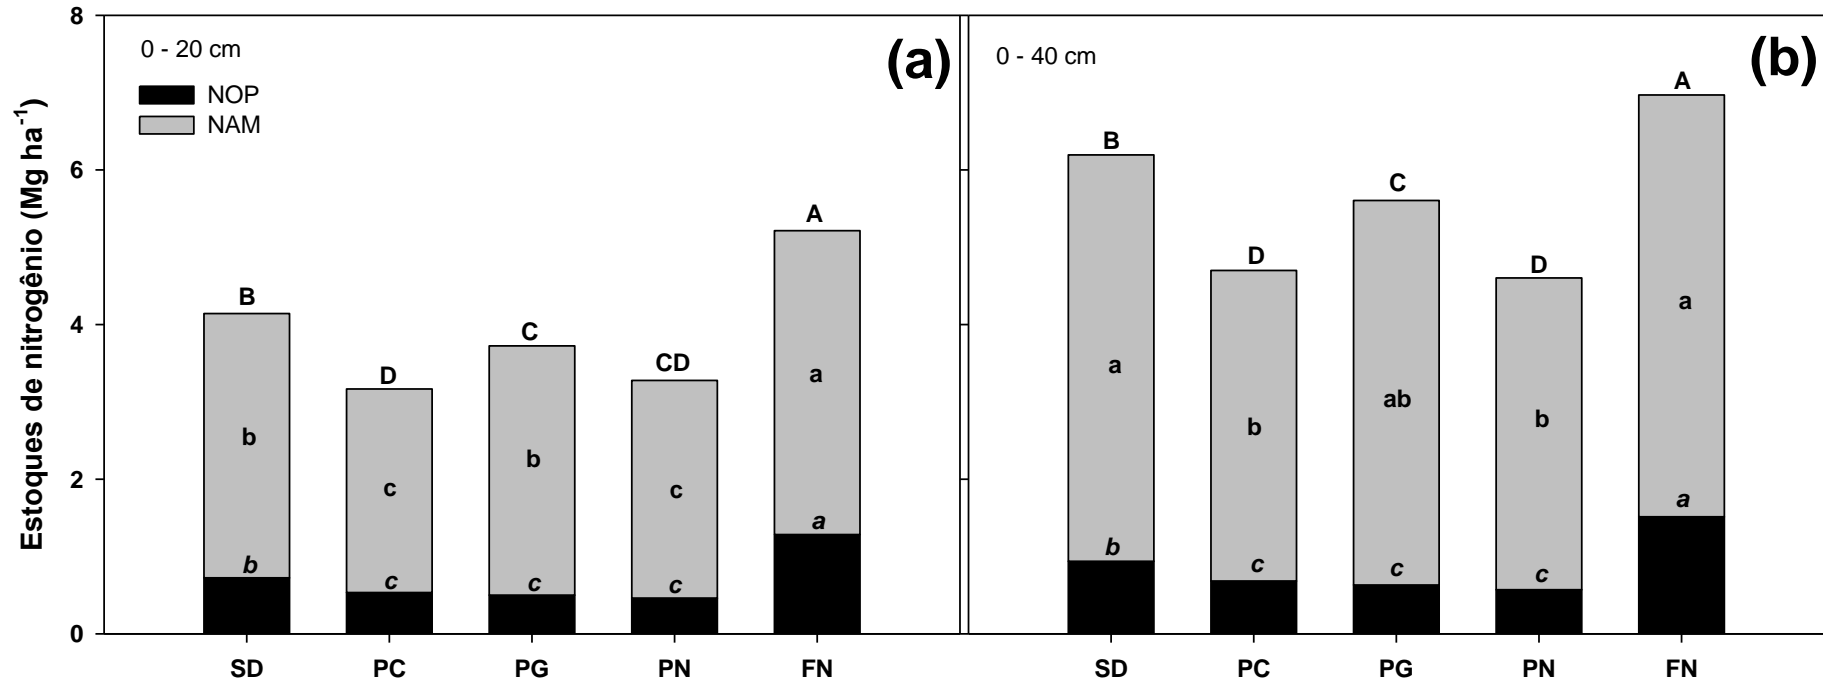 Estoques de nitrogênio (Mg ha-1)
8
6
4
2
0
0 - 20 cm
(a)
NOP
NAM
B
D
C
CD
A
b
c
b
c
a
b
c
c
c
a
SD PC PG PN FN
0 - 40 cm
(b)
B
D
C
D
A
a
b
ab
b
a
b
c
c
c
a
SD PC PG PN FN